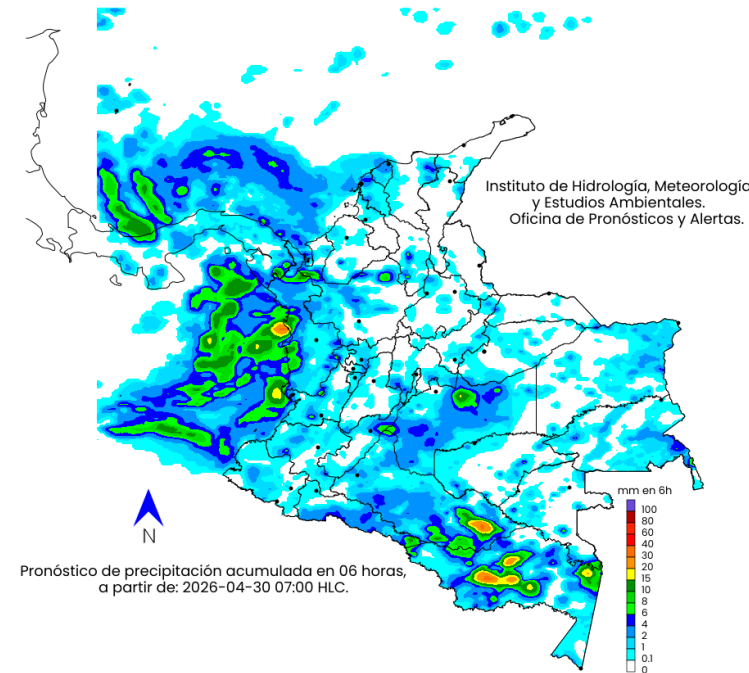 Instituto de Hidrología, Meteorología
y Estudios Ambientales.
Oficina de Pronósticos y Alertas.
N
Pronóstico de precipitación acumulada en 06 horas,
a partir de: 2026-04-30 07:00 HLC.
mm en 6h
100
80
60
40
30
20
15
10
8
6
4
2
1
0.1
0